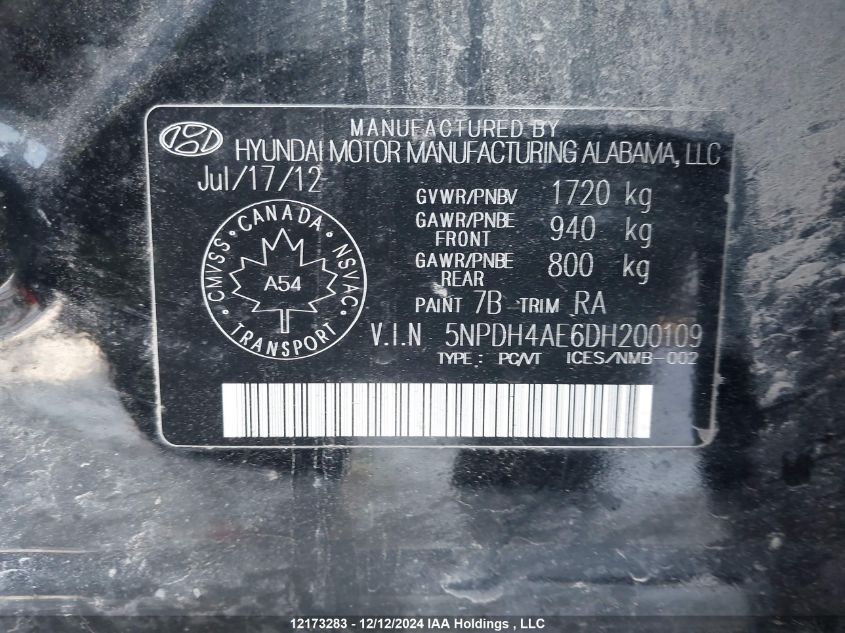 MANUFACTURED BY
HYUNDAI MOTOR MANUFACTURING ALABAMA, LLC
Jul/17/12
GVWR/PNBV 1720 kg
GAWR/PNBE FRONT 940 kg
GAWR/PNBE REAR 800 kg
PAINT 7B TRIM RA
V.I.N 5NPDH4AE6DH200109
TYPE: PC/VT ICES/NMB-002
CANADA
CMVSS NSVAC
A54
TRANSPORT
12173283 - 12/12/2024 IAA Holdings , LLC